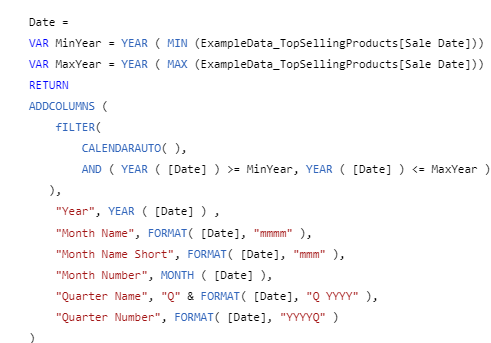 Date =
VAR MinYear = YEAR ( MIN (ExampleData_TopSellingProducts[Sale Date]))
VAR MaxYear = YEAR ( MAX (ExampleData_TopSellingProducts[Sale Date]))
RETURN
ADDCOLUMNS (
    fILTER(
        CALENDARAUTO( ),
        AND ( YEAR ( [Date] ) >= MinYear, YEAR ( [Date] ) <= MaxYear )
   ),
    "Year", YEAR ( [Date] ) ,
    "Month Name", FORMAT( [Date], "mmmm" ),
    "Month Name Short", FORMAT( [Date], "mmm" ),
    "Month Number", MONTH ( [Date] ),
    "Quarter Name", "Q" & FORMAT( [Date], "Q YYYY" ),
    "Quarter Number", FORMAT( [Date], "YYYYQ" )
)